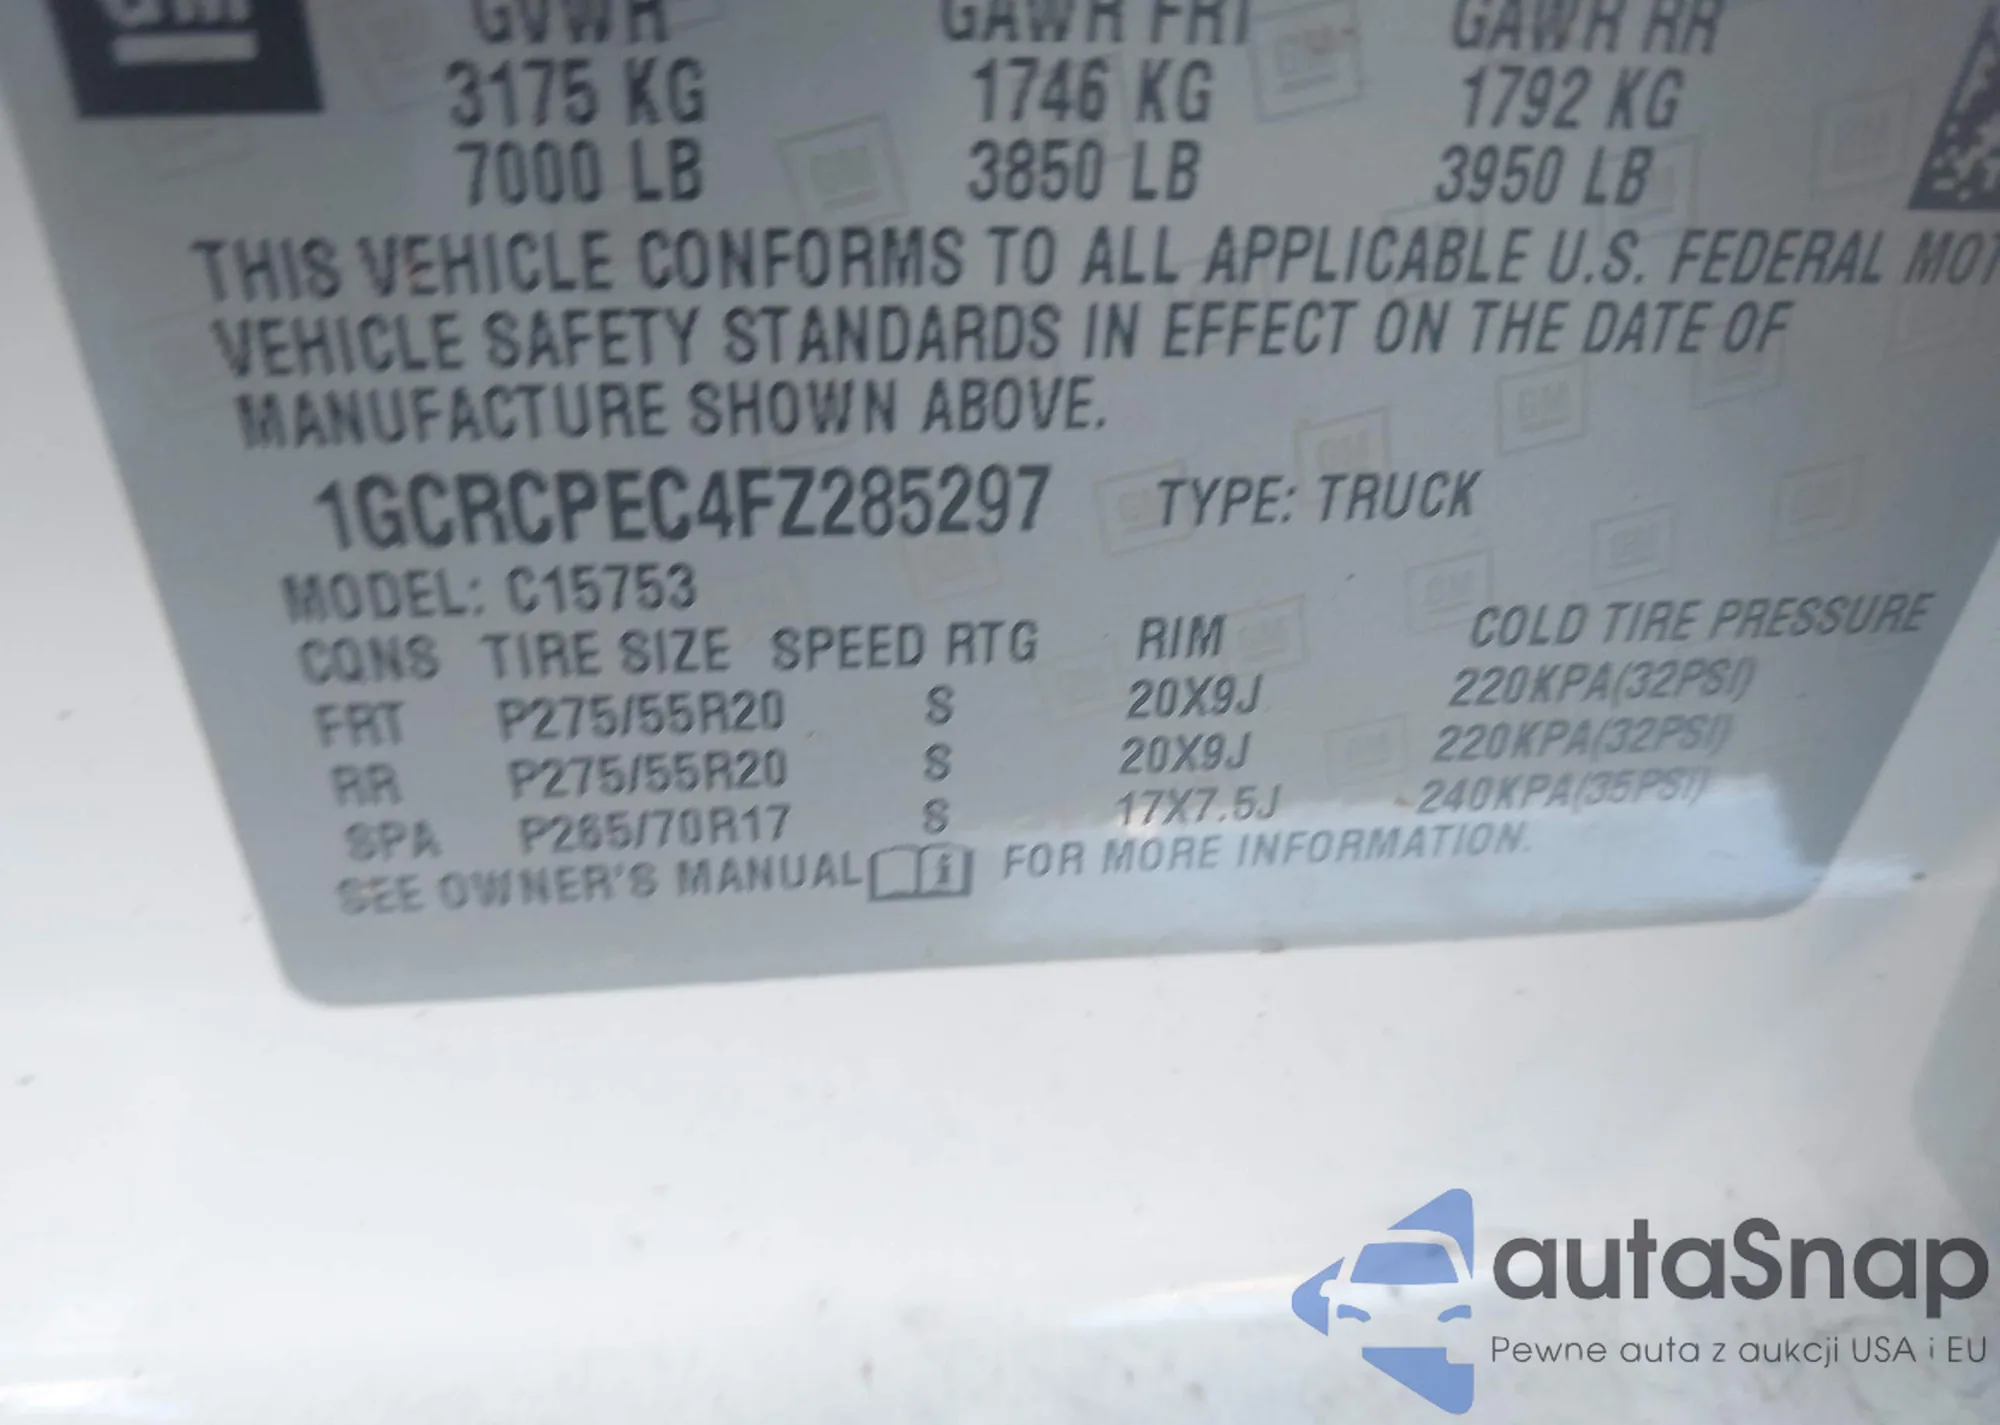 GM
GVWR GAWR FRT GAWR RR
3175 KG 1746 KG 1792 KG
7000 LB 3850 LB 3950 LB
THIS VEHICLE CONFORMS TO ALL APPLICABLE U.S. FEDERAL MOT
VEHICLE SAFETY STANDARDS IN EFFECT ON THE DATE OF
MANUFACTURE SHOWN ABOVE.
1GCRCPEC4FZ285297 TYPE: TRUCK
MODEL: C15753
CQNS TIRE SIZE SPEED RTG RIM COLD TIRE PRESSURE
FRT P275/55R20 S 20X9J 220KPA(32PSI)
RR P275/55R20 S 20X9J 220KPA(32PSI)
SPA P265/70R17 S 17X7.5J 240KPA(35PSI)
SEE OWNER'S MANUAL FOR MORE INFORMATION.
autaSnap
Pewne auta z aukcji USA i EU